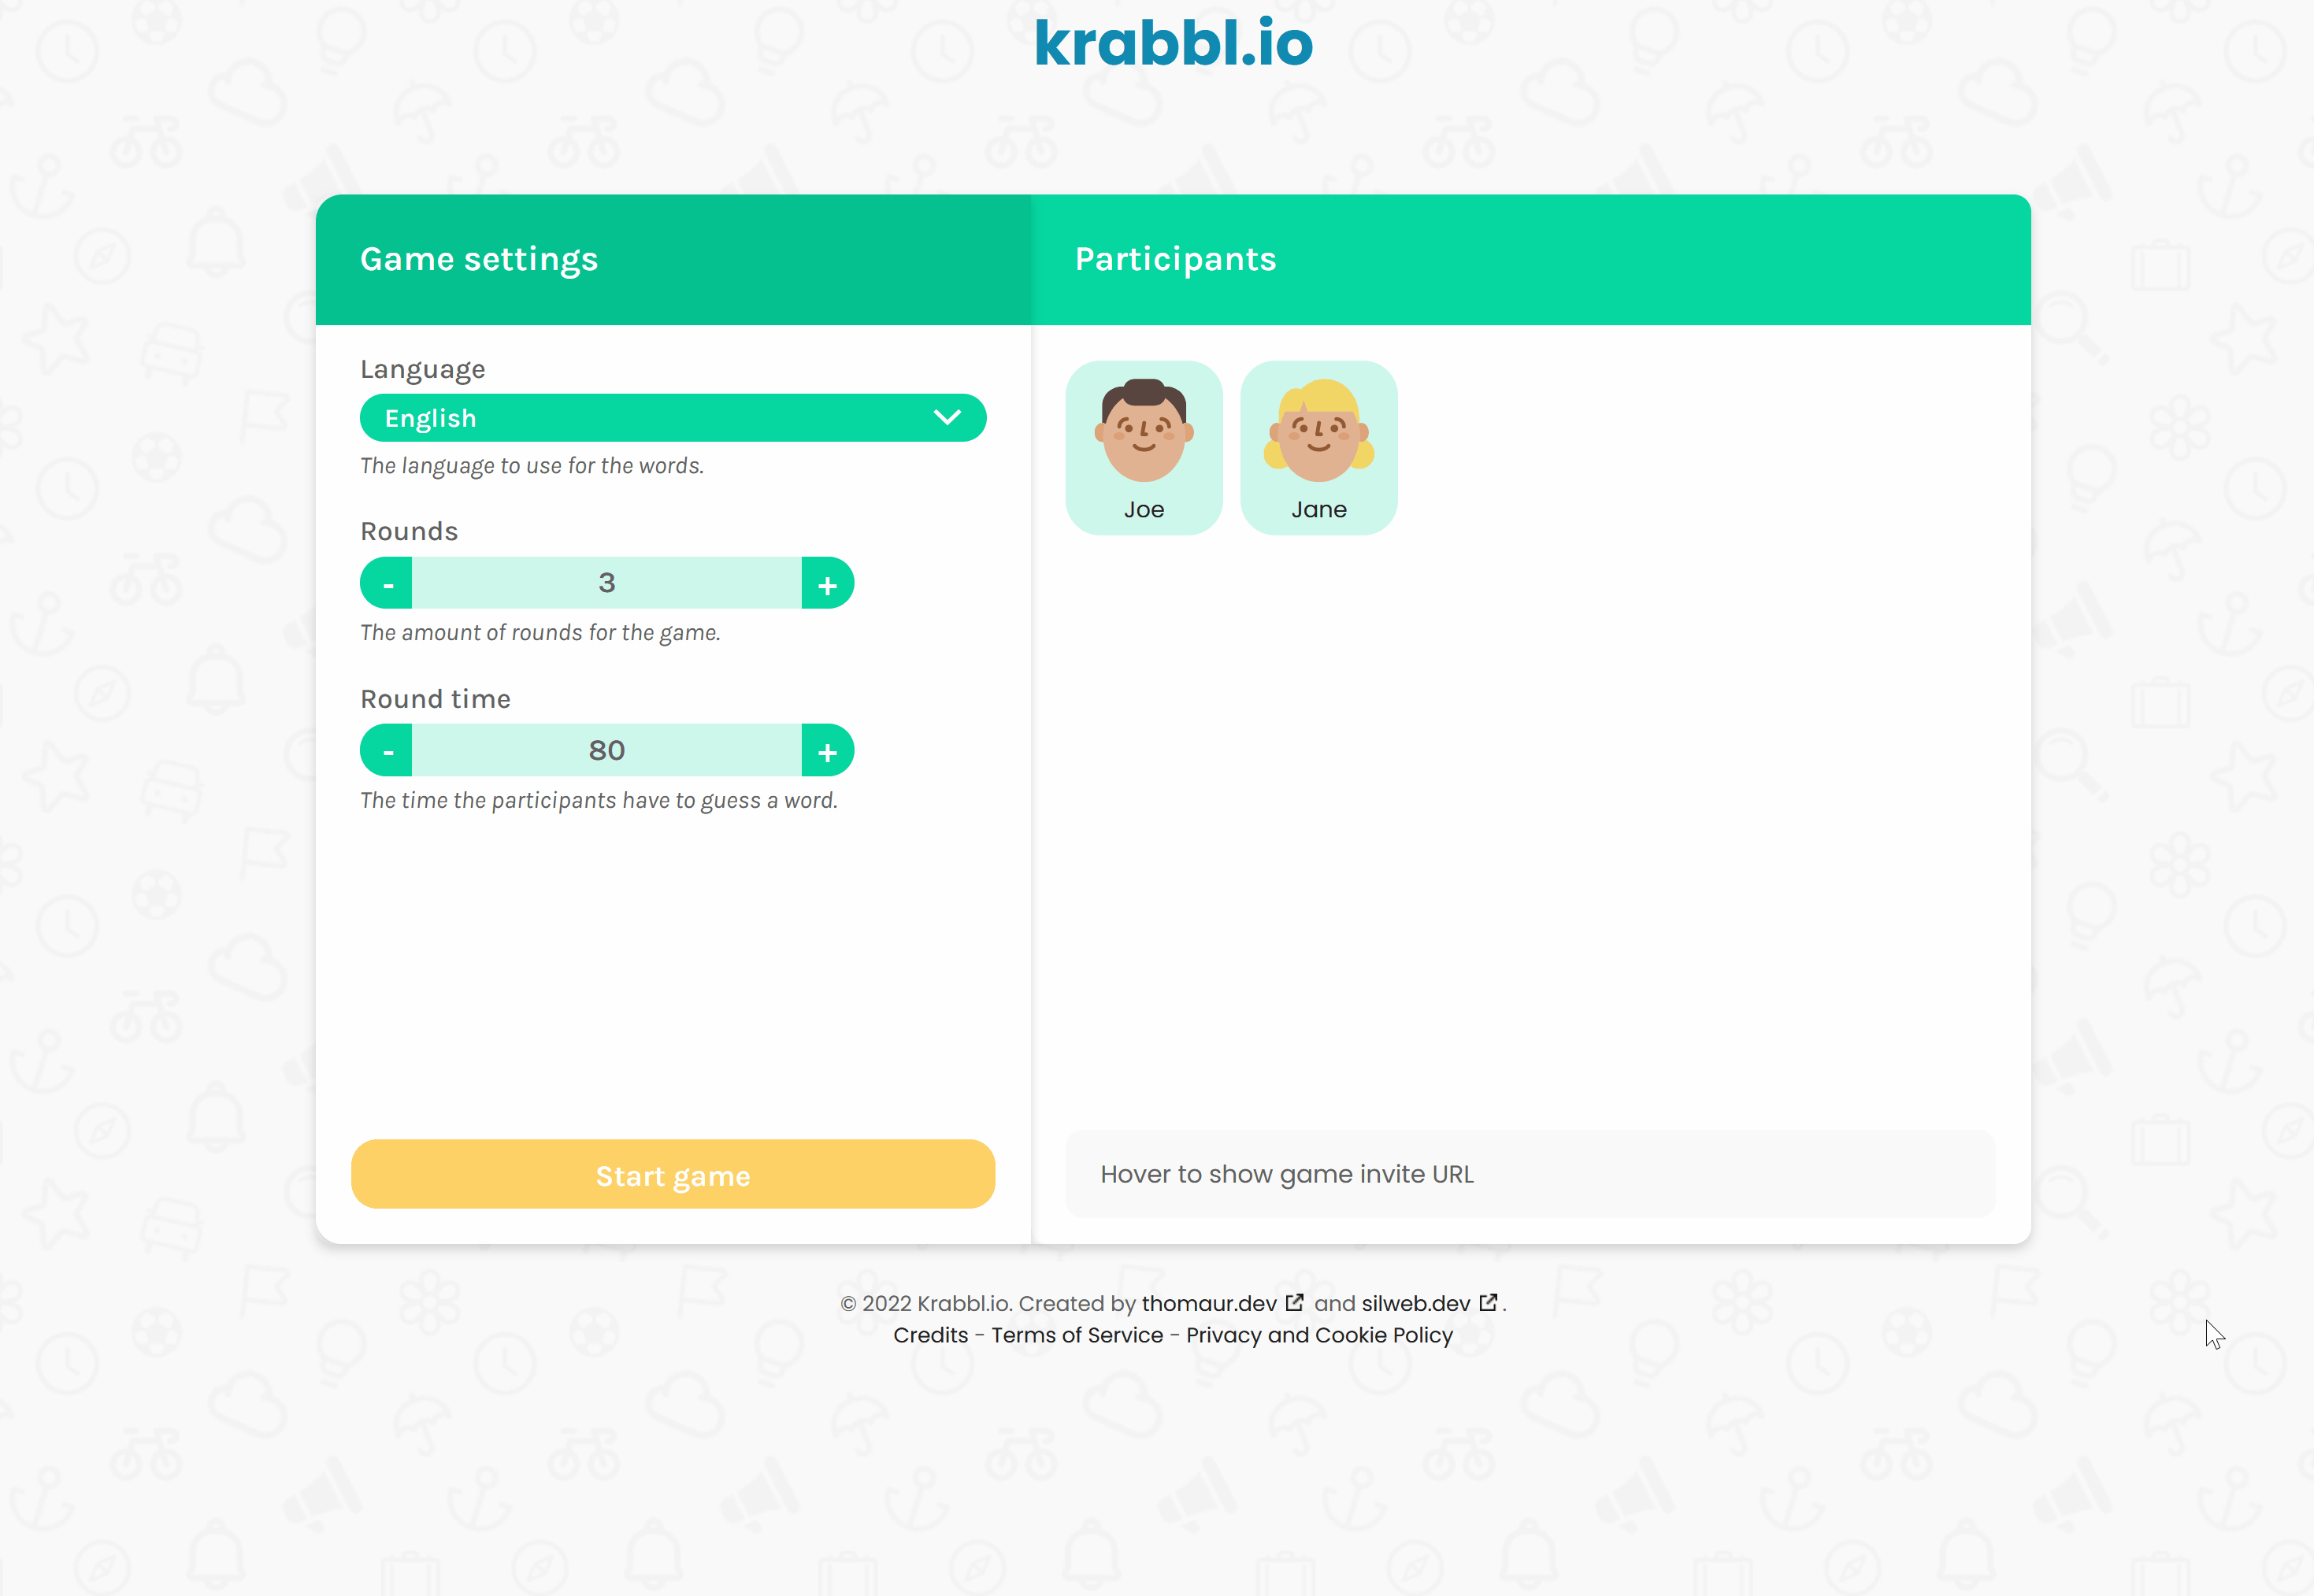 krabbl.io
Game settings
Language
English
The language to use for the words.
Rounds
- 3 +
The amount of rounds for the game.
Round time
- 80 +
The time the participants have to guess a word.
Start game
Participants
Joe
Jane
Hover to show game invite URL
© 2022 Krabbl.io. Created by thomaur.dev and silweb.dev .
Credits - Terms of Service - Privacy and Cookie Policy